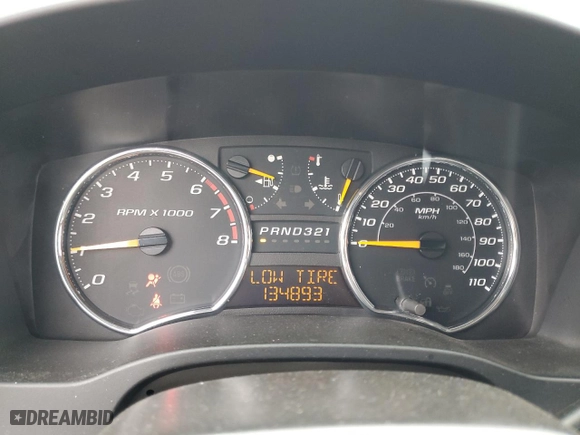 0 1 2 3 4 5 6 7 8
RPM X 1000
PRND321
LOW TIRE
134893
0 10 20 30 40 50 60 70 80 90 100 110
20 40 60 80 100 120 140 160 180
MPH
km/h
DREAMBID